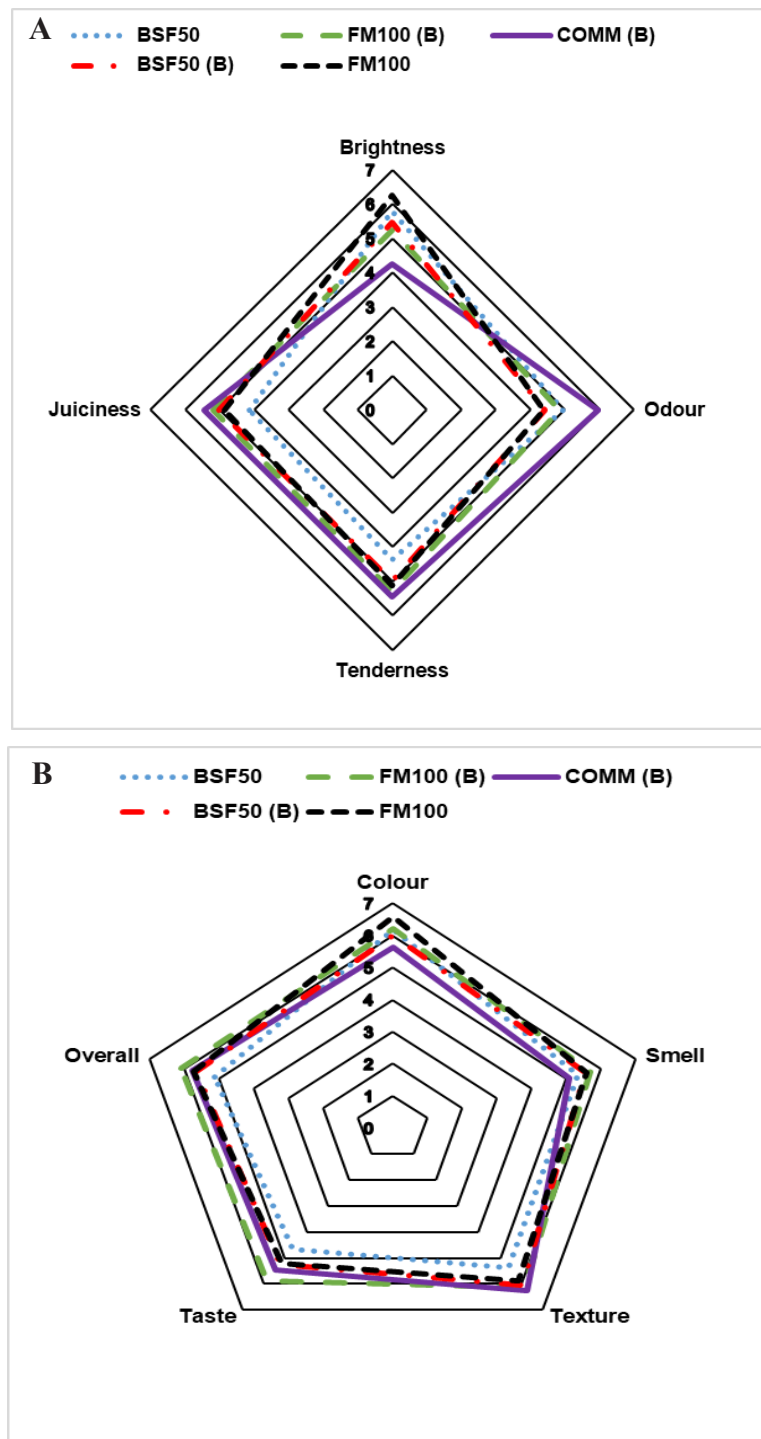 A
BSF50 FM100 (B) COMM (B)
BSF50 (B) FM100
Brightness
7
6
5
4
3
2
1
Juiciness 0 Odour
Tenderness
B
BSF50 FM100 (B) COMM (B)
BSF50 (B) FM100
Colour
7
6
5
4
Overall Smell
3
2
1
0
Taste Texture